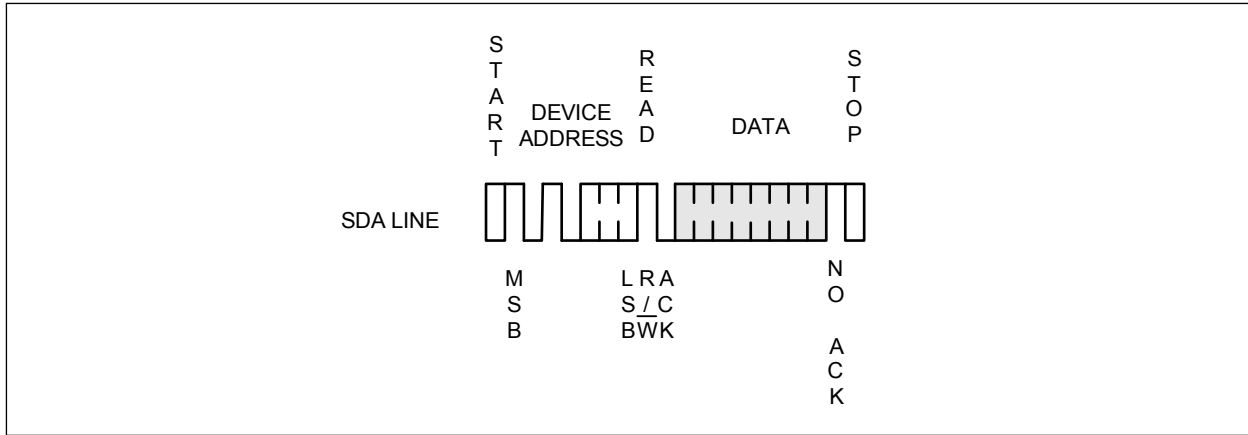 START
DEVICE
ADDRESS
READ
DATA
STOP
SDA LINE
MSB
LSB
R/W
ACK
NO ACK